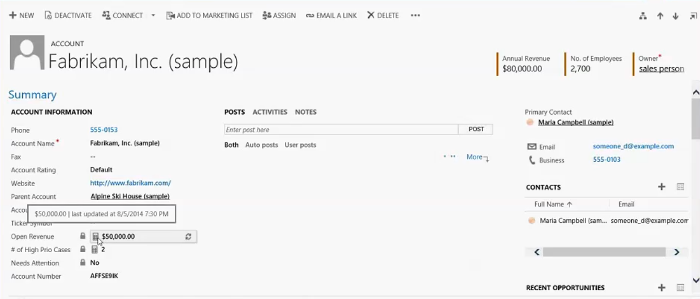 + NEW DEACTIVATE CONNECT ADD TO MARKETING LIST ASSIGN EMAIL A LINK DELETE ...
ACCOUNT
Fabrikam, Inc. (sample)
Annual Revenue
$80,000.00
No. of Employees
2,700
Owner*
sales person
Summary
ACCOUNT INFORMATION
Phone 555-0153
Account Name* Fabrikam, Inc. (sample)
Fax --
Account Rating Default
Website http://www.fabrikam.com/
Parent Account Alpine Ski House (sample)
Accou
$50,000.00 | last updated at 8/5/2014 7:30 PM
Ticker Symbol
Open Revenue $50,000.00
# of High Prio Cases 2
Needs Attention No
Account Number AFFSE9IK
POSTS ACTIVITIES NOTES
Enter post here POST
Both Auto posts User posts
More
Primary Contact
Maria Campbell (sample)
Email someone_d@example.com
Business 555-0103
CONTACTS +
Full Name ↑ Email
Maria Campbell (sam... someone_d@example.com
RECENT OPPORTUNITIES +